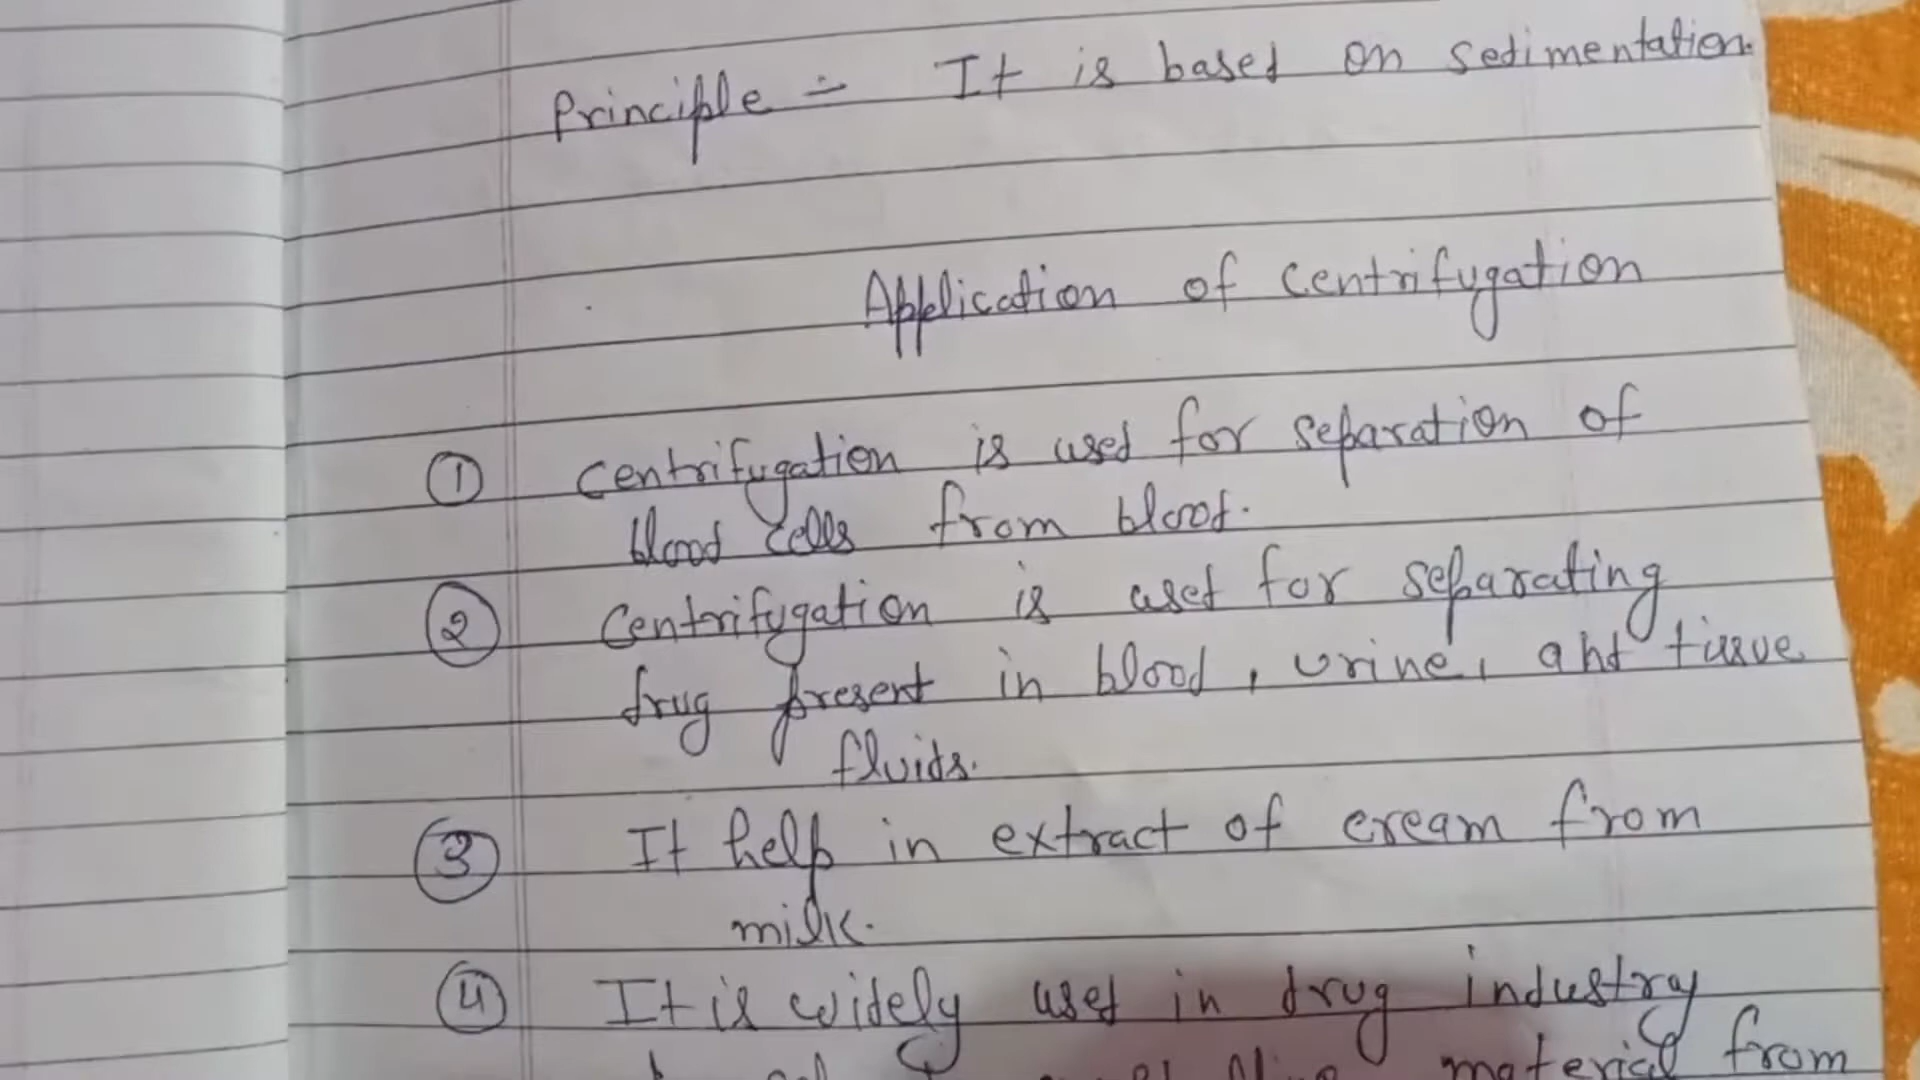 Principle :- It is based on sedimentation.
Application of centrifugation
① Centrifugation is used for separation of
blood cells from blood.
② Centrifugation is used for separating
drug present in blood, urine, and tissue
fluids.
③ It help in extract of cream from
milk.
④ It is widely used in drug industry
material from